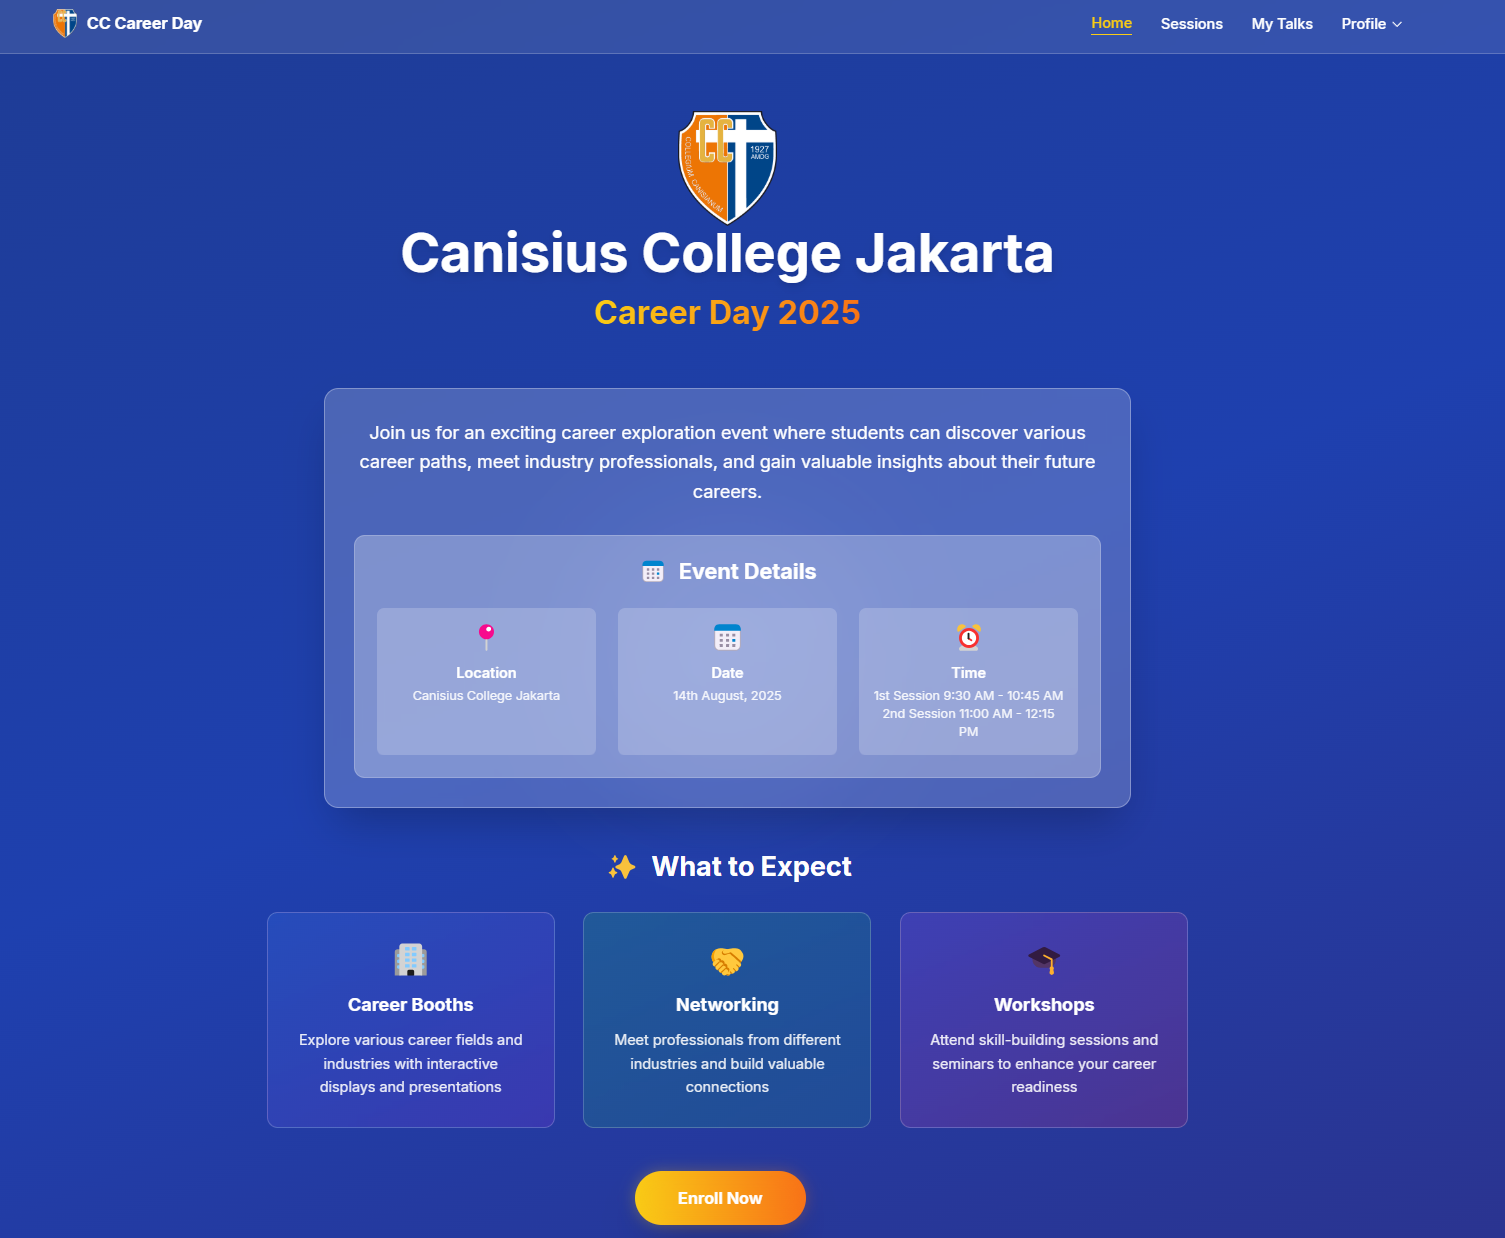 CC Career Day
Home
Sessions
My Talks
Profile
CC
1927
AMDG
COLLEGIUM CANISIANUM
Canisius College Jakarta
Career Day 2025
Join us for an exciting career exploration event where students can discover various
career paths, meet industry professionals, and gain valuable insights about their future
careers.
Event Details
Location
Canisius College Jakarta
Date
14th August, 2025
Time
1st Session 9:30 AM - 10:45 AM
2nd Session 11:00 AM - 12:15
PM
What to Expect
Career Booths
Explore various career fields and
industries with interactive
displays and presentations
Networking
Meet professionals from different
industries and build valuable
connections
Workshops
Attend skill-building sessions and
seminars to enhance your career
readiness
Enroll Now